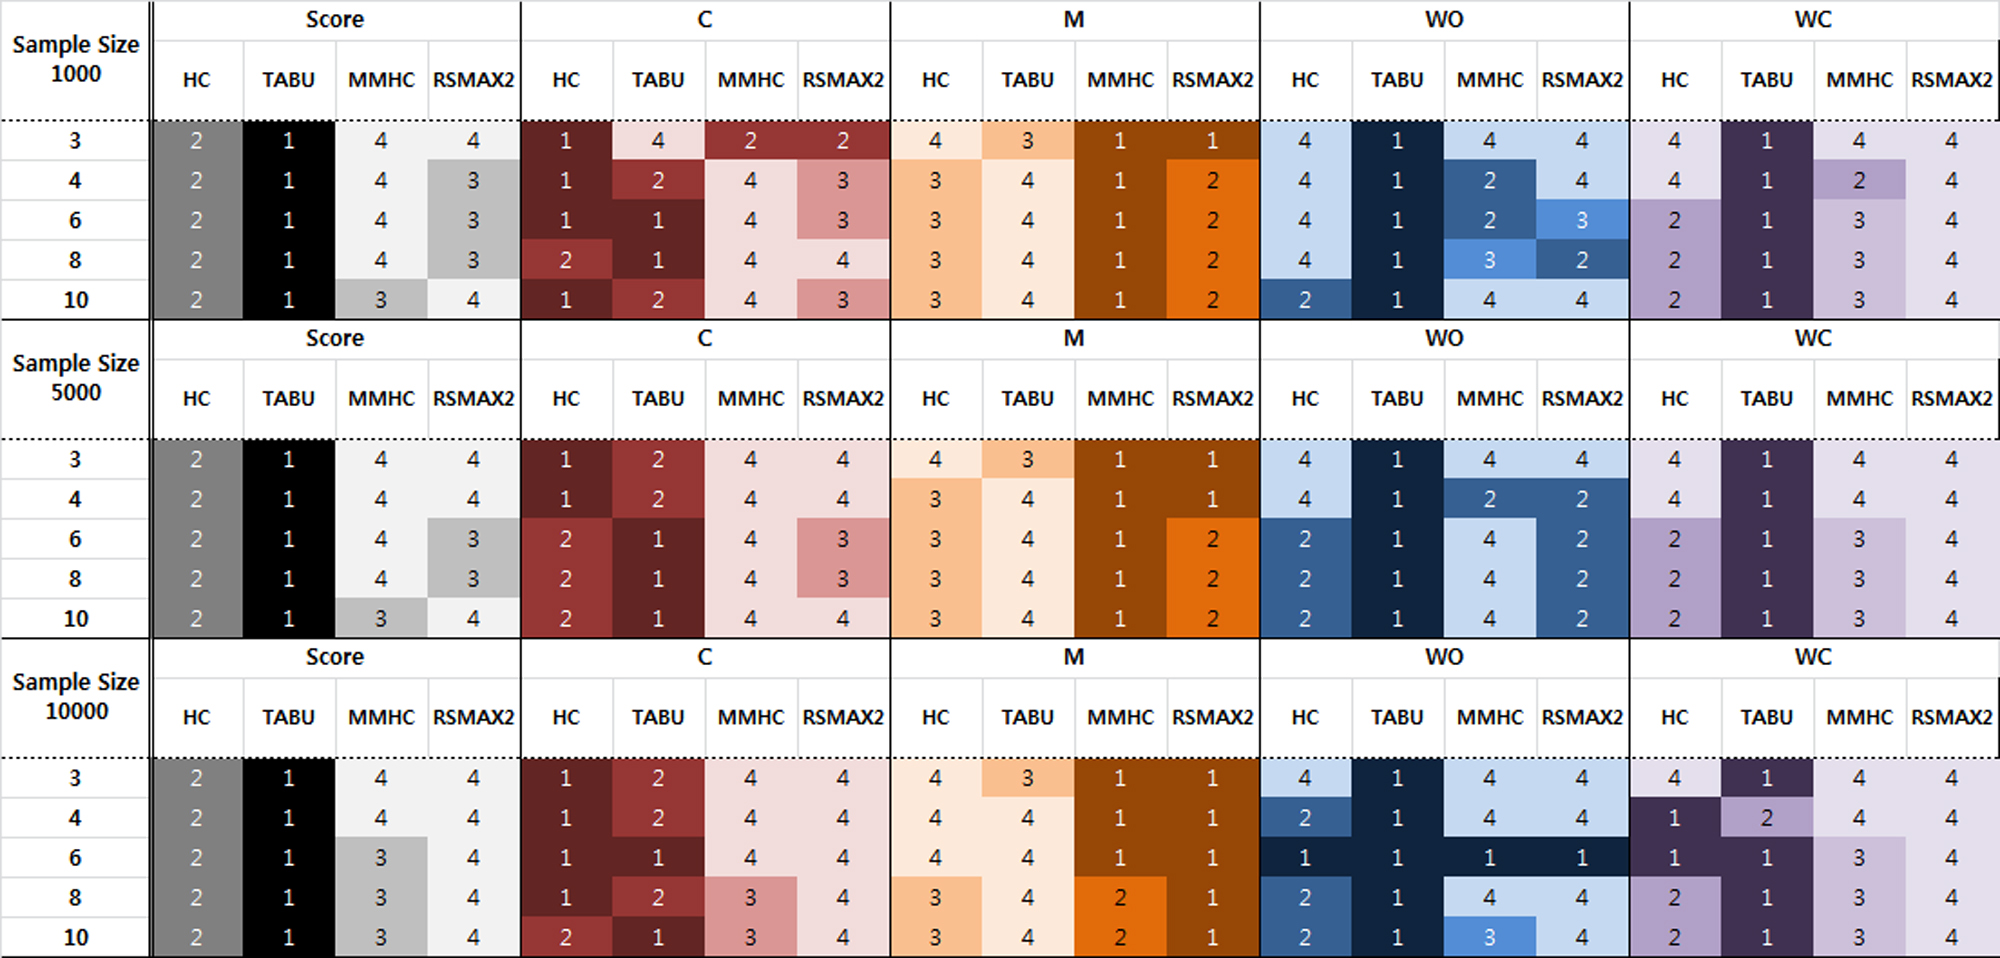 Score C M WO WC
Sample Size
1000
HC TABU MMHC RSMAX2 HC TABU MMHC RSMAX2 HC TABU MMHC RSMAX2 HC TABU MMHC RSMAX2 HC TABU MMHC RSMAX2
3 2 1 4 4 1 4 2 2 4 3 1 1 4 1 4 4 4 1 4 4
4 2 1 4 3 1 2 4 3 3 4 1 2 4 1 2 4 4 1 2 4
6 2 1 4 3 1 1 4 3 3 4 1 2 4 1 2 3 2 1 3 4
8 2 1 4 3 2 1 4 4 3 4 1 2 4 1 3 2 2 1 3 4
10 2 1 3 4 1 2 4 3 3 4 1 2 2 1 4 4 2 1 3 4
Score C M WO WC
Sample Size
5000
HC TABU MMHC RSMAX2 HC TABU MMHC RSMAX2 HC TABU MMHC RSMAX2 HC TABU MMHC RSMAX2 HC TABU MMHC RSMAX2
3 2 1 4 4 1 2 4 4 4 3 1 1 4 1 4 4 4 1 4 4
4 2 1 4 4 1 2 4 4 3 4 1 1 4 1 2 2 4 1 4 4
6 2 1 4 3 2 1 4 3 3 4 1 2 2 1 4 2 2 1 3 4
8 2 1 4 3 2 1 4 3 3 4 1 2 2 1 4 2 2 1 3 4
10 2 1 3 4 2 1 4 4 3 4 1 2 2 1 4 2 2 1 3 4
Score C M WO WC
Sample Size
10000
HC TABU MMHC RSMAX2 HC TABU MMHC RSMAX2 HC TABU MMHC RSMAX2 HC TABU MMHC RSMAX2 HC TABU MMHC RSMAX2
3 2 1 4 4 1 2 4 4 4 3 1 1 4 1 4 4 4 1 4 4
4 2 1 4 4 1 2 4 4 4 4 1 1 2 1 4 4 1 2 4 4
6 2 1 3 4 1 1 4 4 4 4 1 1 1 1 1 1 1 1 3 4
8 2 1 3 4 1 2 3 4 3 4 2 1 2 1 4 4 2 1 3 4
10 2 1 3 4 2 1 3 4 3 4 2 1 2 1 3 4 2 1 3 4